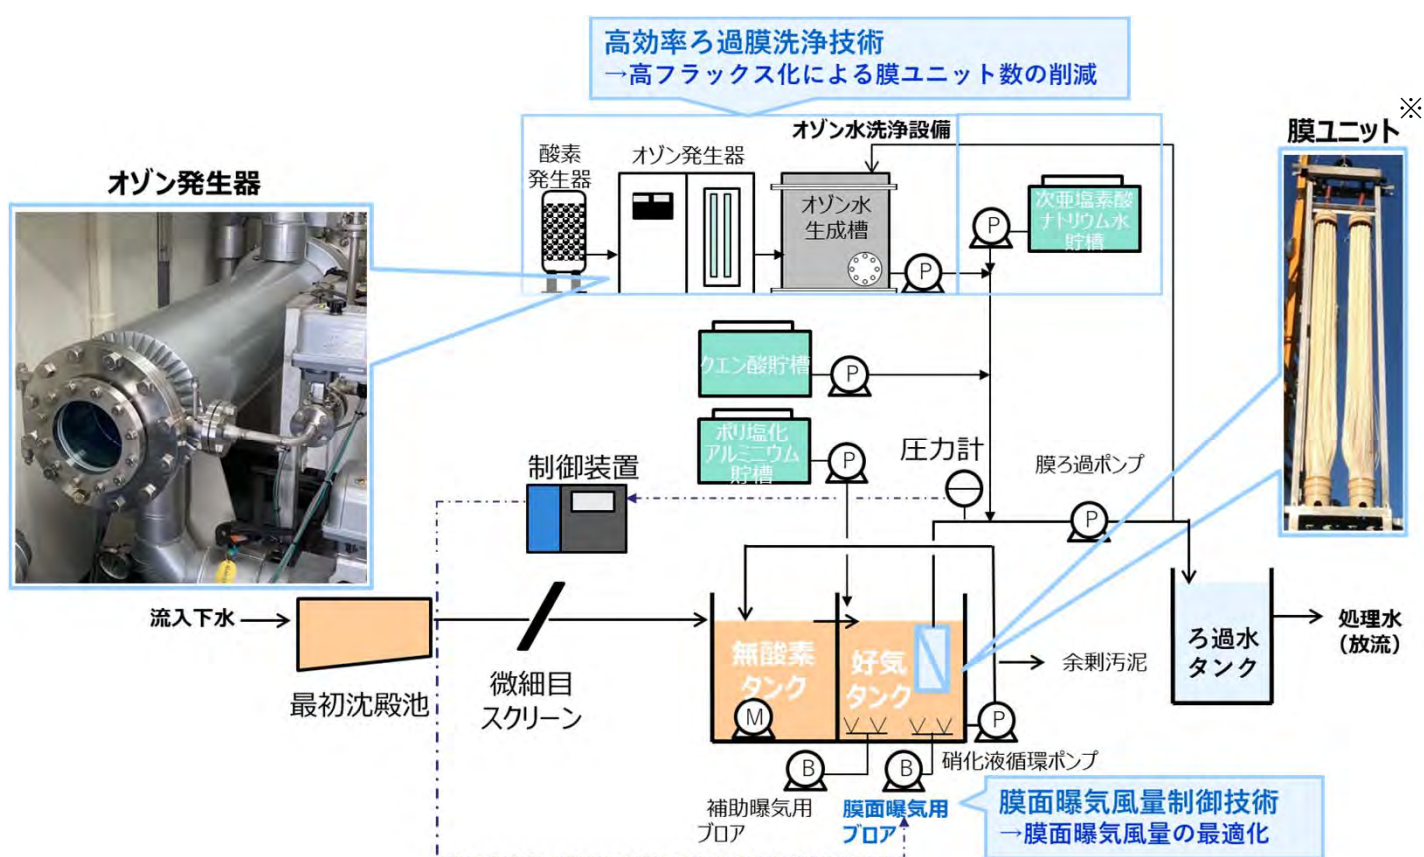 高効率ろ過膜洗浄技術
→高フラックス化による膜ユニット数の削減
※
膜ユニット
オゾン水洗浄設備
オゾン発生器
酸素
発生器
オゾン発生器
オゾン水
生成槽
P
P
次亜塩素酸
ナトリウム水
貯槽
クエン酸貯槽
P
ポリ塩化
アルミニウム
貯槽
P
圧力計
膜ろ過ポンプ
P
制御装置
流入下水
最初沈殿池
微細目
スクリーン
無酸素
タンク
M
好気
タンク
余剰汚泥
P
ろ過水
タンク
処理水
(放流)
硝化液循環ポンプ
B
補助曝気用
ブロア
B
膜面曝気用
ブロア
膜面曝気風量制御技術
→膜面曝気風量の最適化